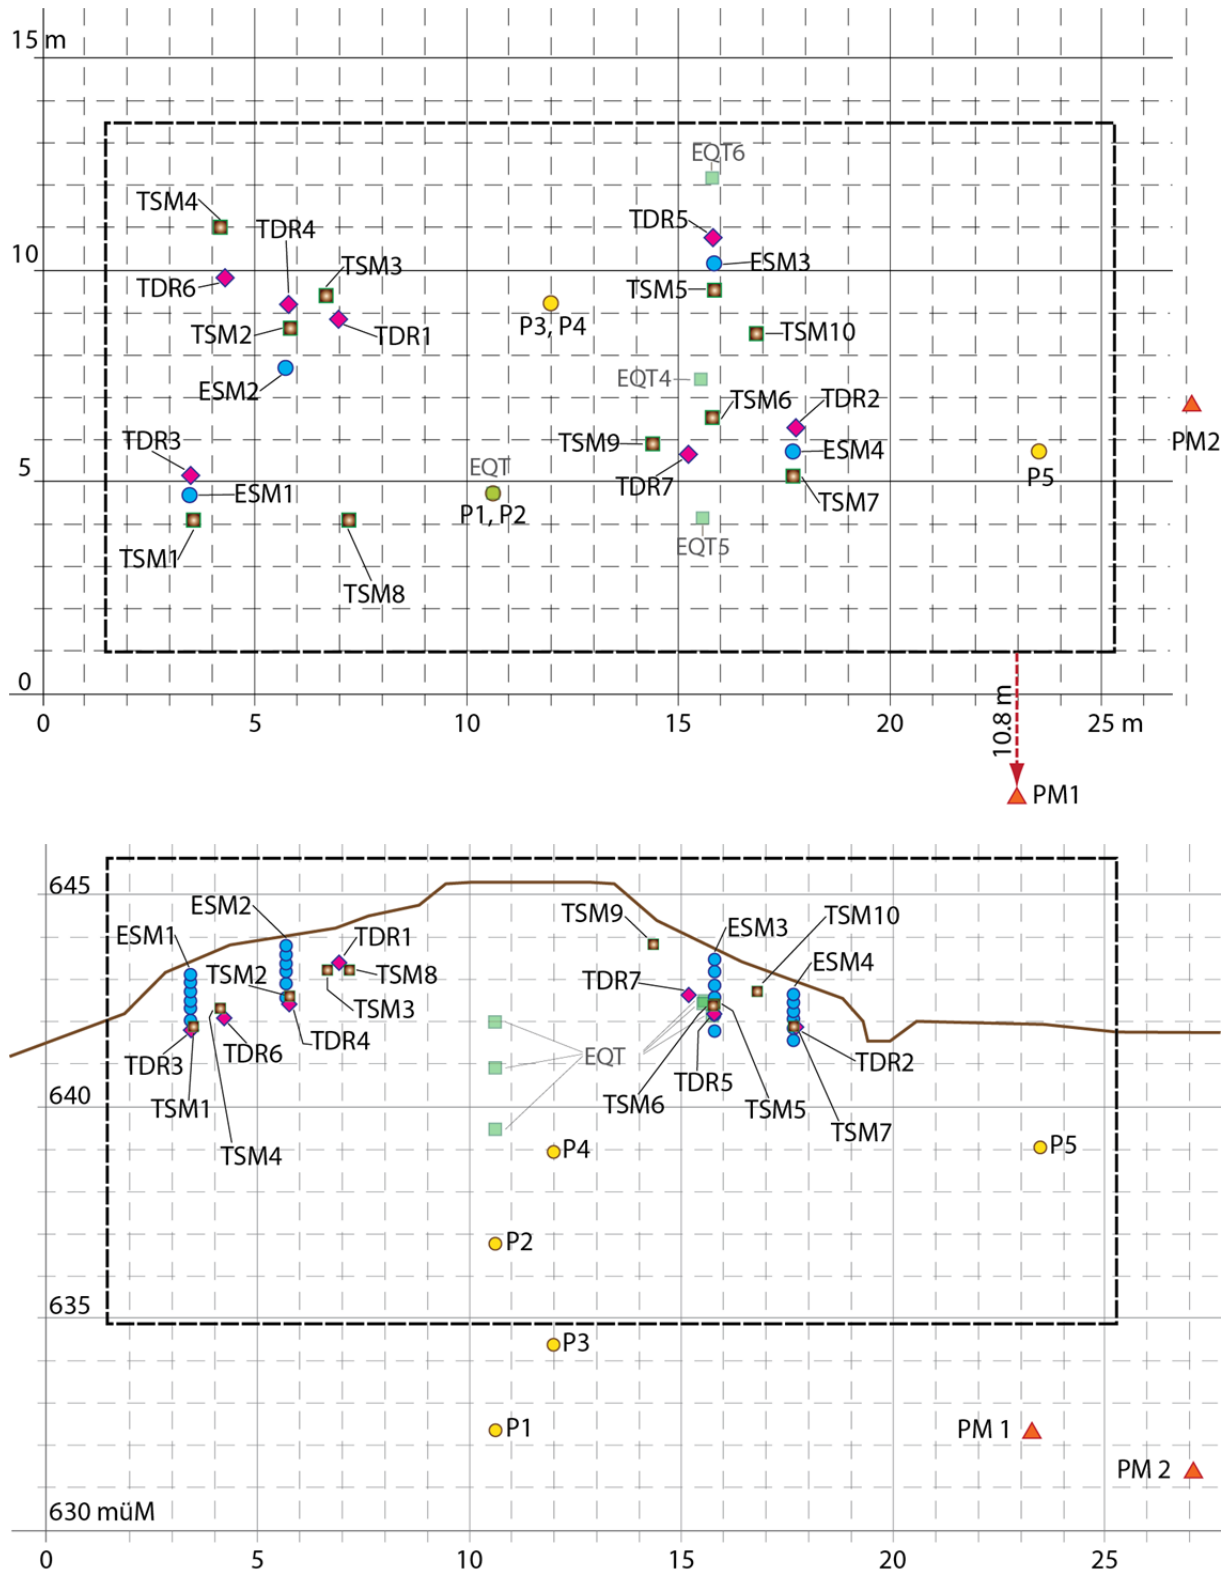 15 m
EQT6
TSM4
TDR4
TDR5
10
TSM3
ESM3
TDR6
TSM5
P3, P4
TSM2
TDR1
TSM10
EQT4
ESM2
TSM6
TDR2
TDR3
TSM9
ESM4
PM2
EQT
5
ESM1
TDR7
P5
TSM7
P1, P2
EQT5
TSM1
TSM8
0
10.8 m
0
5
10
15
20
25 m
PM1
645
ESM2
TSM9
TSM10
ESM1
ESM3
TDR1
ESM4
TSM2
TSM8
TDR7
TSM3
TDR4
TDR6
EQT
TDR3
TDR2
TDR5
640
TSM1
TSM6
TSM5
TSM7
TSM4
P4
P5
P2
635
P3
P1
PM 1
PM 2
630 müM
0
5
10
15
20
25